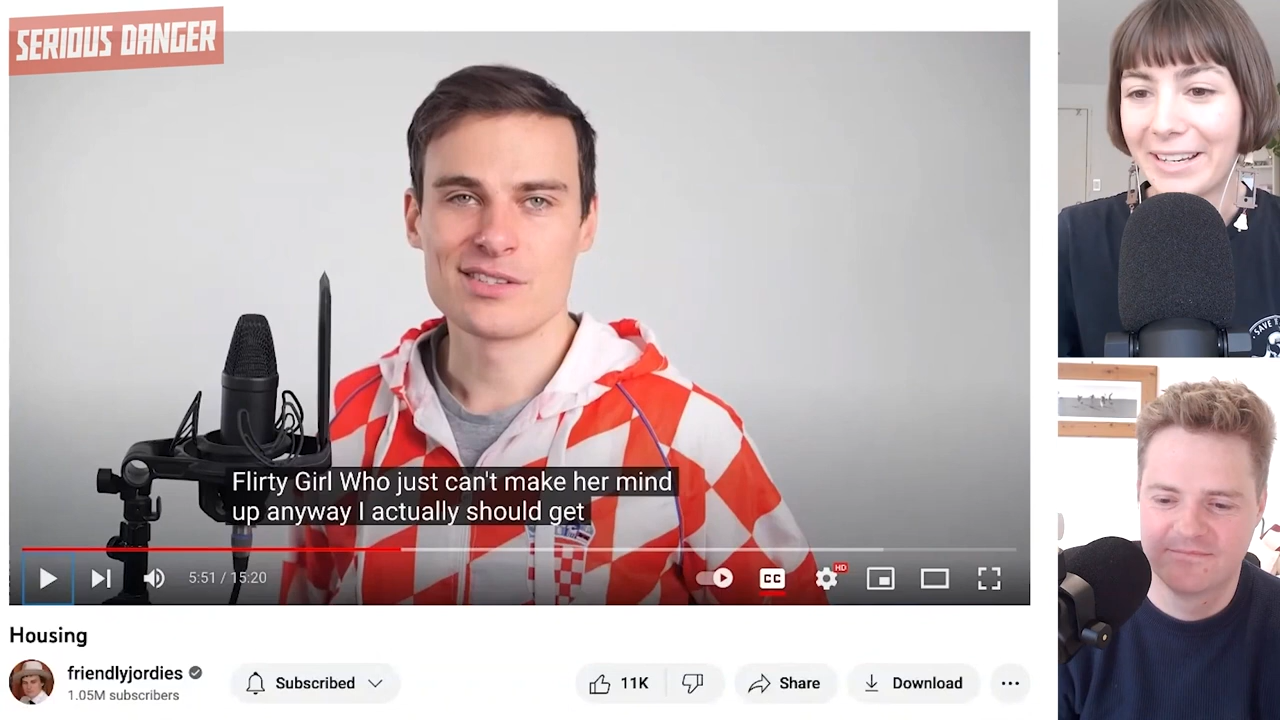 SERIOUS DANGER
Flirty Girl Who just can't make her mind
up anyway I actually should get
5:51 / 15:20
CC
HD
Housing
friendlyjordies
1.05M subscribers
Subscribed
11K
Share
Download
SAVE